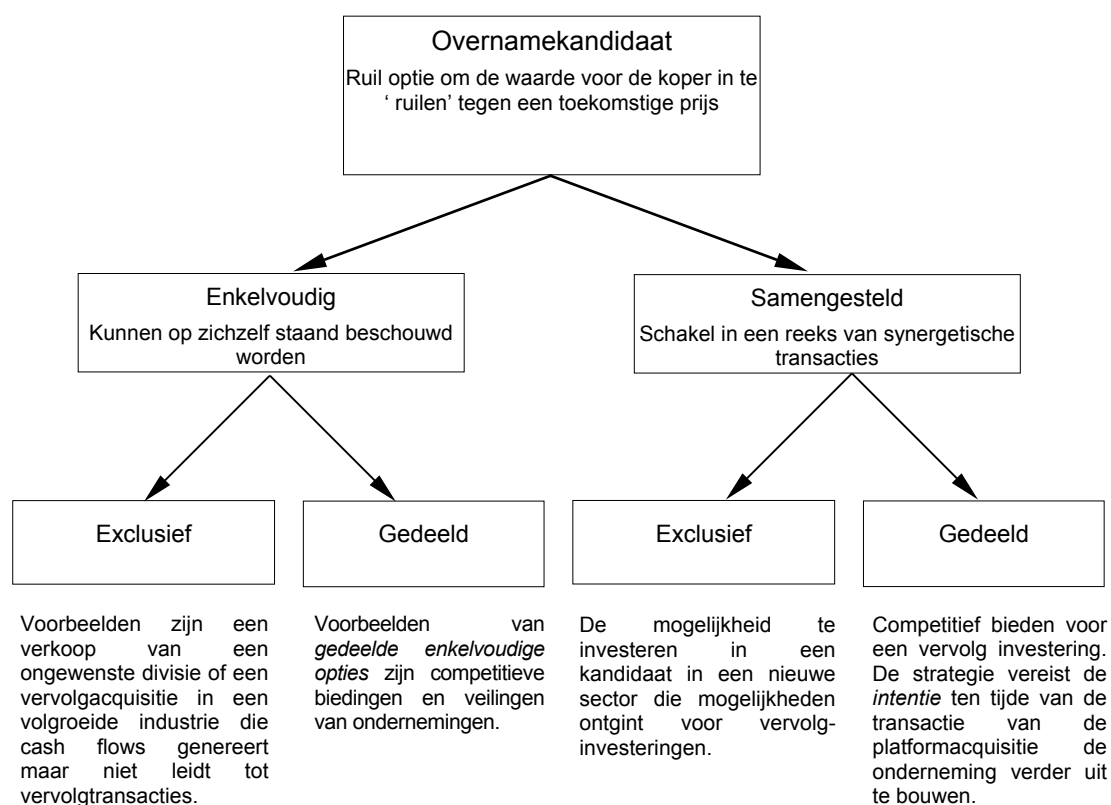 Overnamekandidaat
Ruil optie om de waarde voor de koper in te
‘ ruilen’ tegen een toekomstige prijs
Enkelvoudig
Kunnen op zichzelf staand beschouwd
worden
Samengesteld
Schakel in een reeks van synergetische
transacties
Exclusief
Gedeeld
Exclusief
Gedeeld
Voorbeelden zijn een
verkoop van een
ongewenste divisie of een
vervolgacquisitie in een
volgroeide industrie die
cash flows genereert
maar niet leidt tot
vervolgtransacties.
Voorbeelden van
gedeelde enkelvoudige
opties zijn competitieve
biedingen en veilingen
van ondernemingen.
De mogelijkheid te
investeren in een
kandidaat in een nieuwe
sector die mogelijkheden
ontgint voor vervolg-
investeringen.
Competitief bieden voor
een vervolg investering.
De strategie vereist de
intentie ten tijde van de
transactie van de
platformacquisitie de
onderneming verder uit
te bouwen.